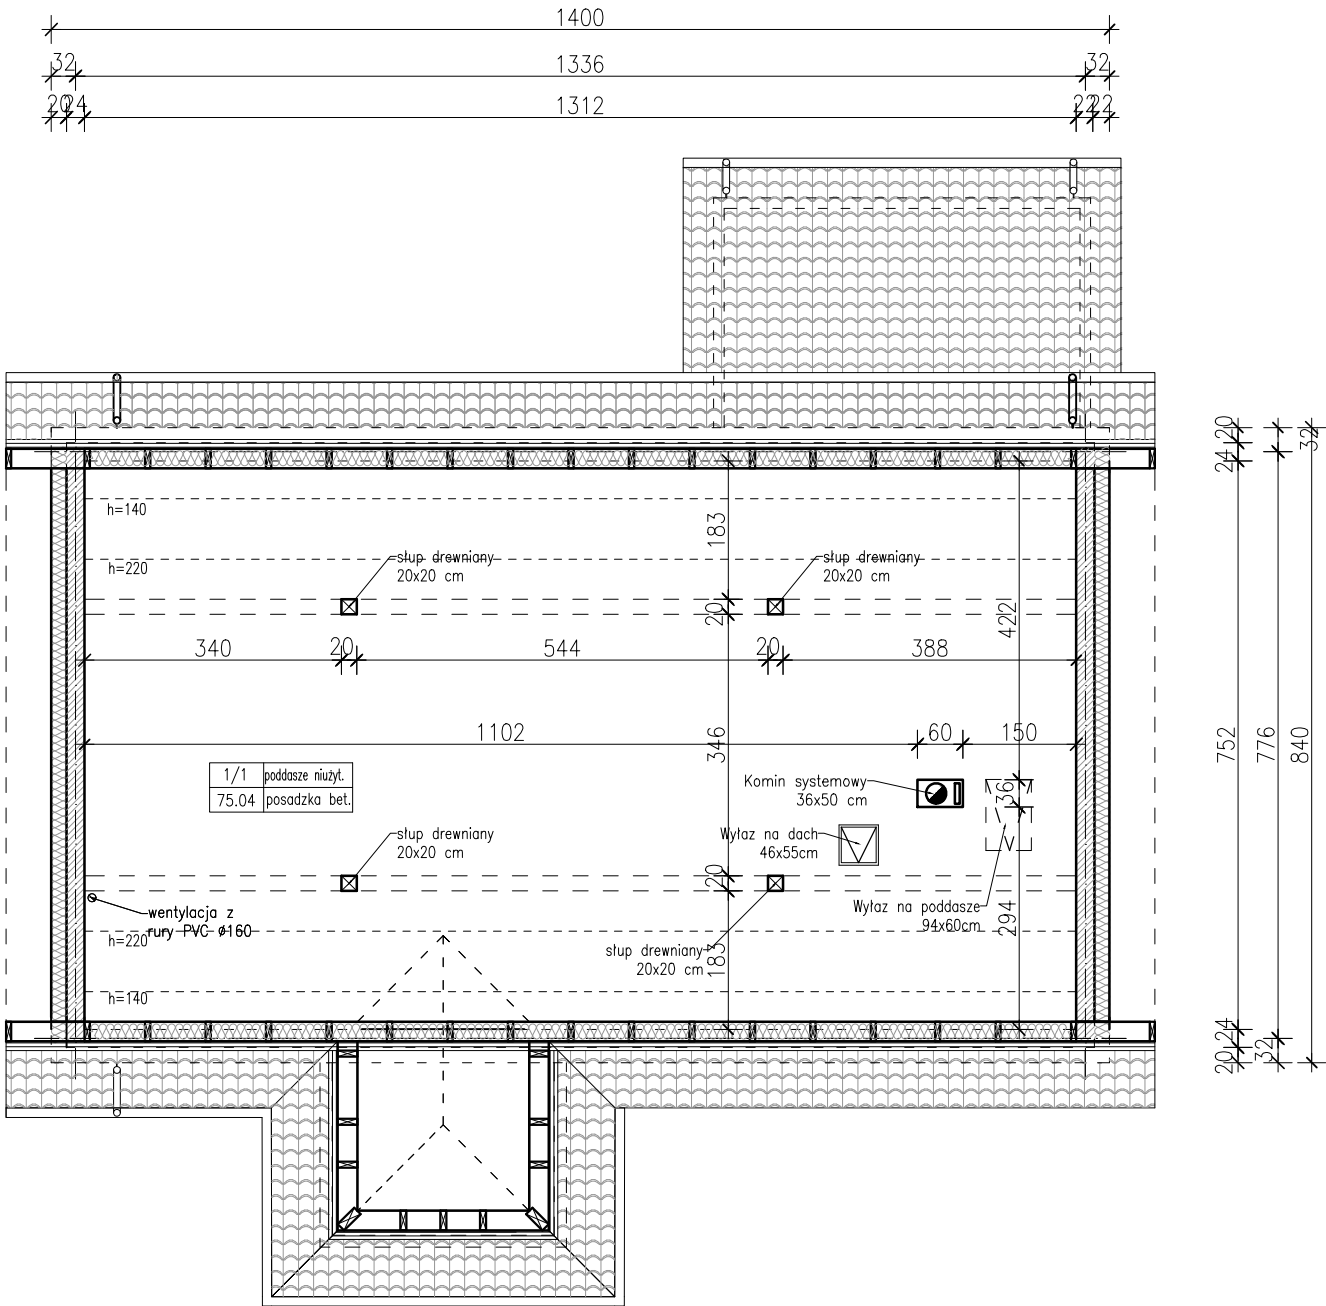 1400
32 1336 32
20 24 1312 22 22
20 32
24
h=140
183
h=220
słup drewniany
20x20 cm
słup drewniany
20x20 cm
20
422
340 20 544 20 388
1102 346 60 150
752 776 840
1/1 poddasze niużyt.
75.04 posadzka bet.
Komin systemowy
36x50 cm
36
słup drewniany
20x20 cm
Wyłaz na dach
46x55cm
20
Wyłaz na poddasze
94x60cm
294
wentylacja z
rury PVC ø160
h=220
słup drewniany
20x20 cm
183
h=140
24
20 32